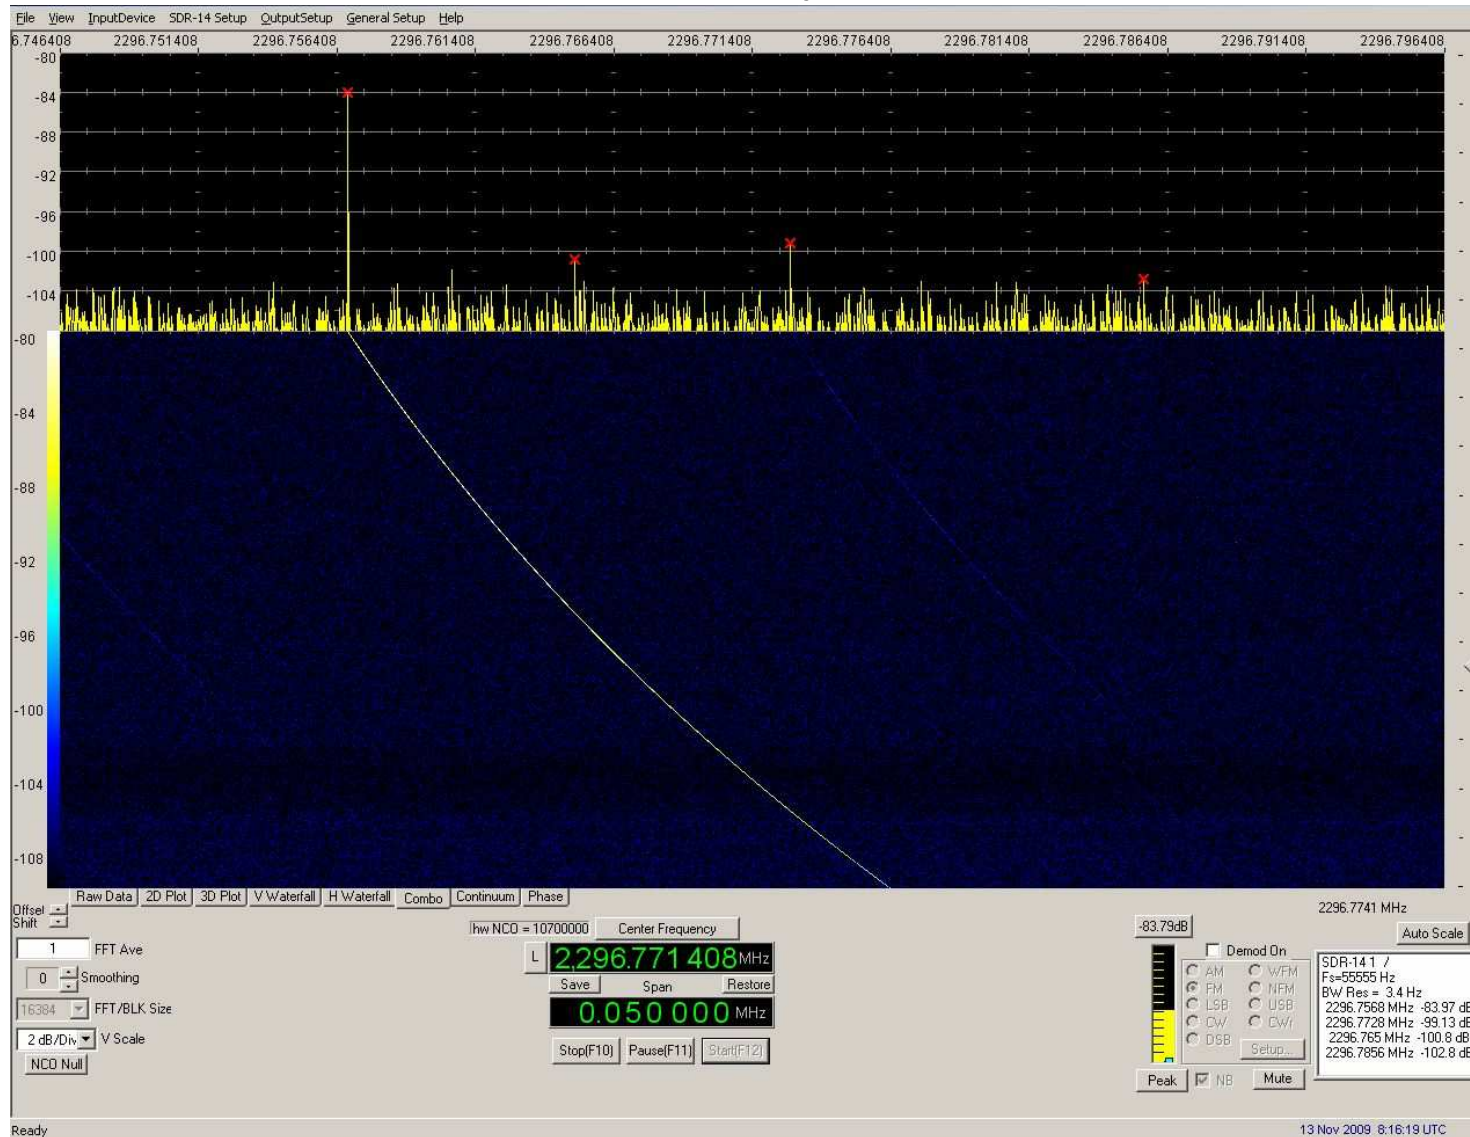 File View InputDevice SDR-14 Setup OutputSetup General Setup Help
6.746408 2296.751408 2296.756408 2296.761408 2296.766408 2296.771408 2296.776408 2296.781408 2296.786408 2296.791408 2296.796408
-80
-84
-88
-92
-96
-100
-104
-80
-84
-88
-92
-96
-100
-104
-108
Raw Data 2D Plot 3D Plot V Waterfall H Waterfall Combo Continuum Phase
Offset
Shift
1 FFT Ave
0 Smoothing
16384 FFT/BLK Size
2 dB/Div V Scale
NCO Null
hw NCO = 10700000 Center Frequency
L 2,296.771 408 MHz
Save Span Restore
0.050 000 MHz
Stop(F10) Pause(F11) Start(F12)
-83.79dB
Demod On
AM WFM
FM NFM
LSB USB
CW CWr
DSB Setup...
Peak NB Mute
2296.7741 MHz
Auto Scale
SDR-14 1 /
Fs=55555 Hz
BW Res = 3.4 Hz
2296.7568 MHz -83.97 dB
2296.7728 MHz -99.13 dB
2296.765 MHz -100.8 dB
2296.7856 MHz -102.8 dB
Ready
13 Nov 2009 8:16:19 UTC